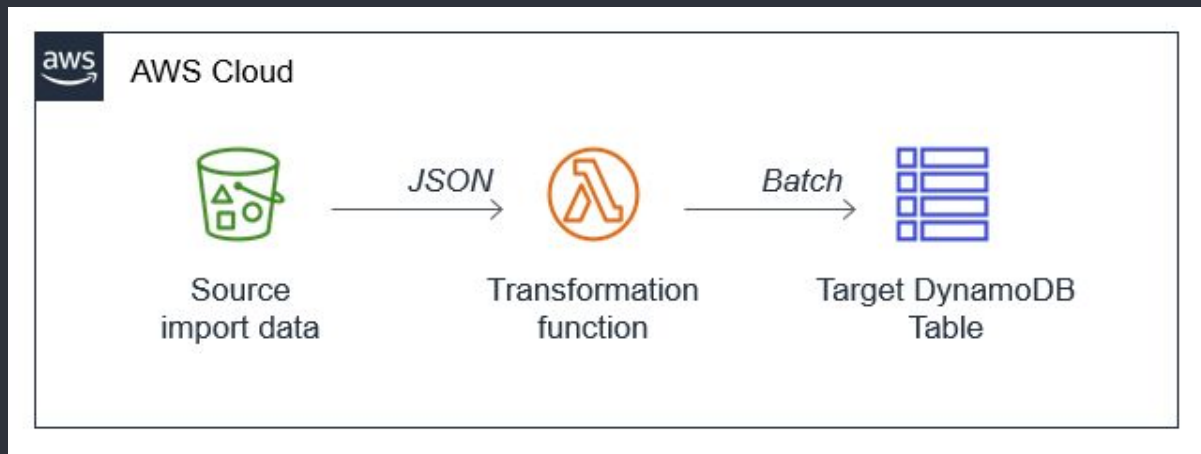 aws
AWS Cloud
JSON
Batch
Source
import data
Transformation
function
Target DynamoDB
Table